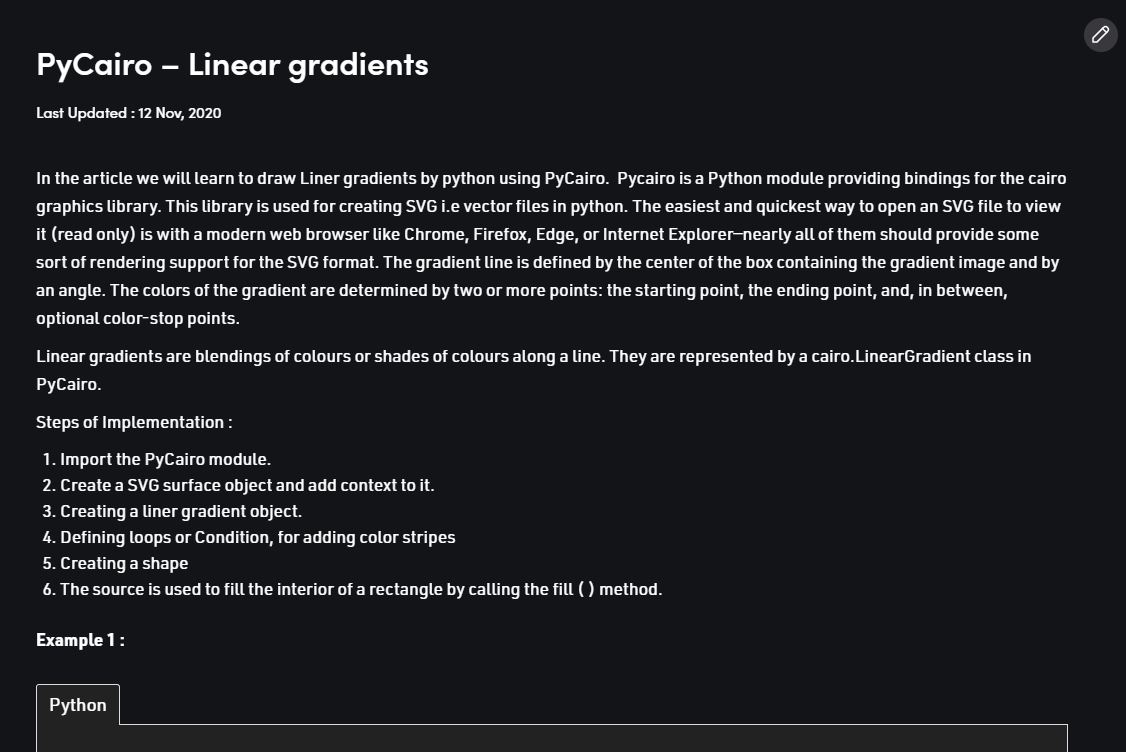 PyCairo – Linear gradients
Last Updated : 12 Nov, 2020
In the article we will learn to draw Liner gradients by python using PyCairo.  Pycairo is a Python module providing bindings for the cairo
graphics library. This library is used for creating SVG i.e vector files in python. The easiest and quickest way to open an SVG file to view
it (read only) is with a modern web browser like Chrome, Firefox, Edge, or Internet Explorer—nearly all of them should provide some
sort of rendering support for the SVG format. The gradient line is defined by the center of the box containing the gradient image and by
an angle. The colors of the gradient are determined by two or more points: the starting point, the ending point, and, in between,
optional color-stop points.
Linear gradients are blendings of colours or shades of colours along a line. They are represented by a cairo.LinearGradient class in
PyCairo.
Steps of Implementation :
1. Import the PyCairo module.
2. Create a SVG surface object and add context to it.
3. Creating a liner gradient object.
4. Defining loops or Condition, for adding color stripes
5. Creating a shape
6. The source is used to fill the interior of a rectangle by calling the fill ( ) method.
Example 1 :
Python